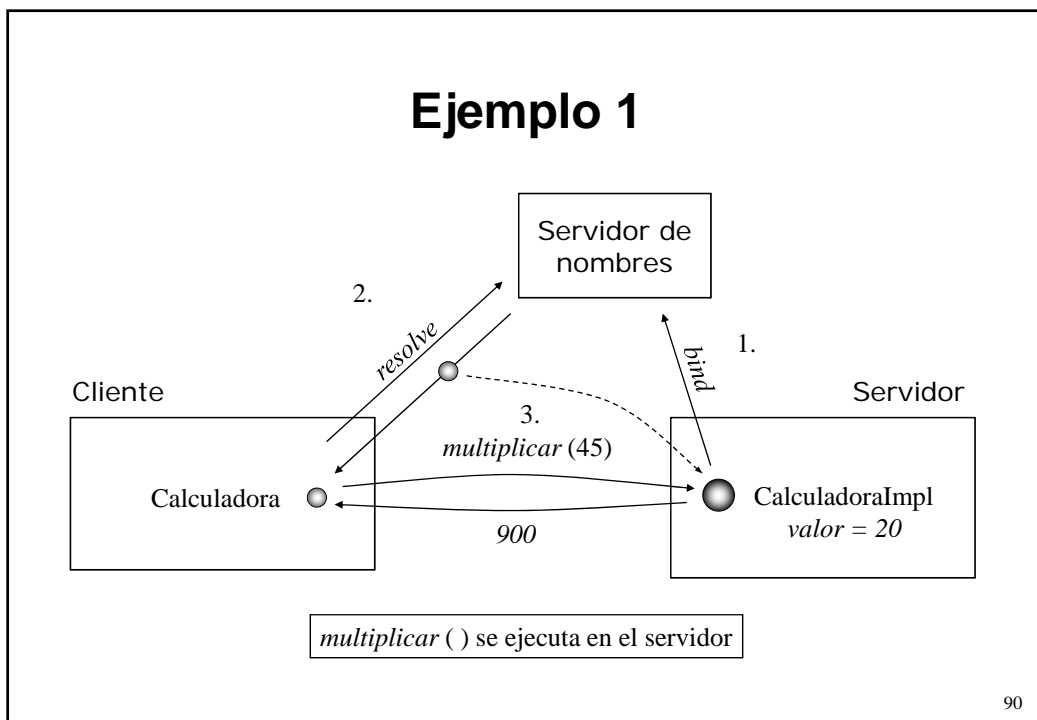 Ejemplo 1
Servidor de
nombres
2.
resolve
1.
bind
Cliente
Servidor
3.
multiplicar (45)
Calculadora
CalculadoraImpl
valor = 20
900
multiplicar ( ) se ejecuta en el servidor
90